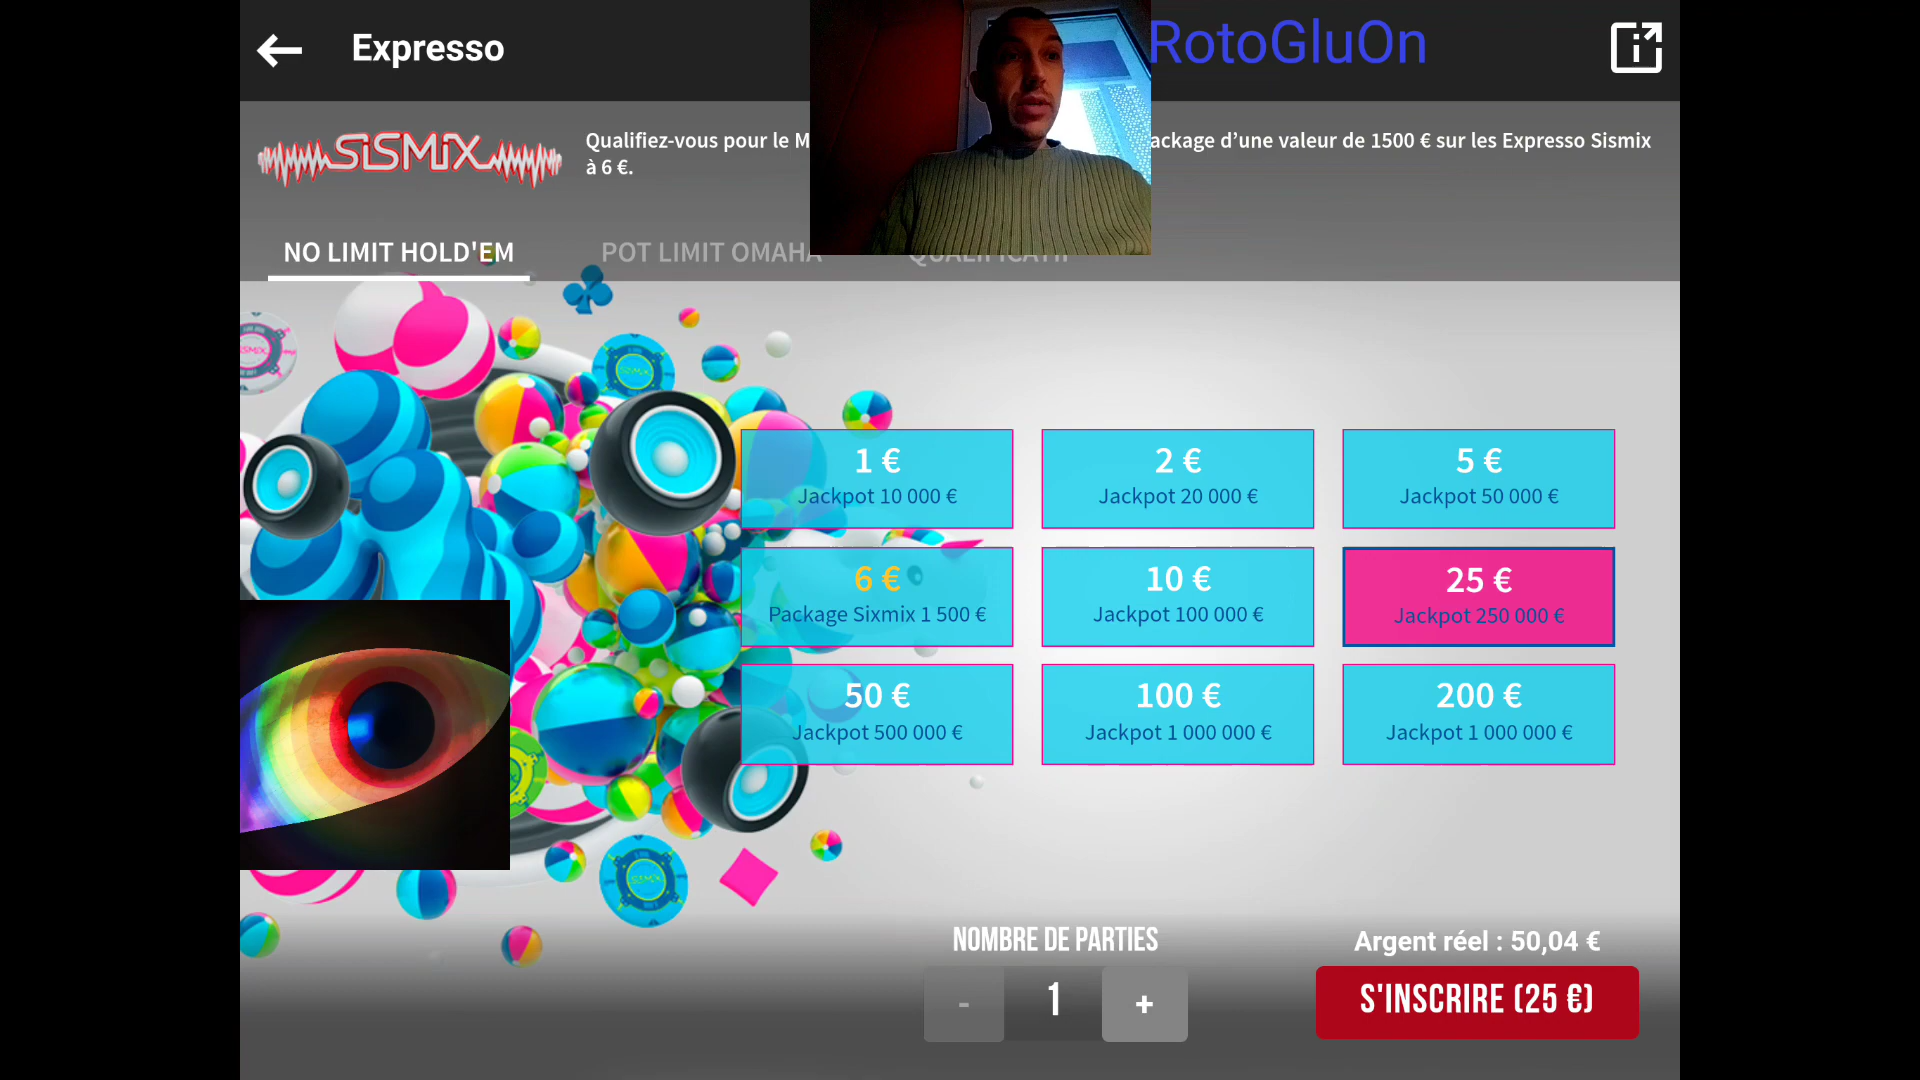 Expresso
RotoGluOn
SiSMiX
Qualifiez-vous pour le M
ackage d’une valeur de 1500 € sur les Expresso Sismix
à 6 €.
NO LIMIT HOLD'EM
POT LIMIT OMAHA
QUALIFICATIF
1 €
Jackpot 10 000 €
2 €
Jackpot 20 000 €
5 €
Jackpot 50 000 €
6 €
Package Sixmix 1 500 €
10 €
Jackpot 100 000 €
25 €
Jackpot 250 000 €
50 €
Jackpot 500 000 €
100 €
Jackpot 1 000 000 €
200 €
Jackpot 1 000 000 €
NOMBRE DE PARTIES
- 1 +
Argent réel : 50,04 €
S'INSCRIRE (25 €)